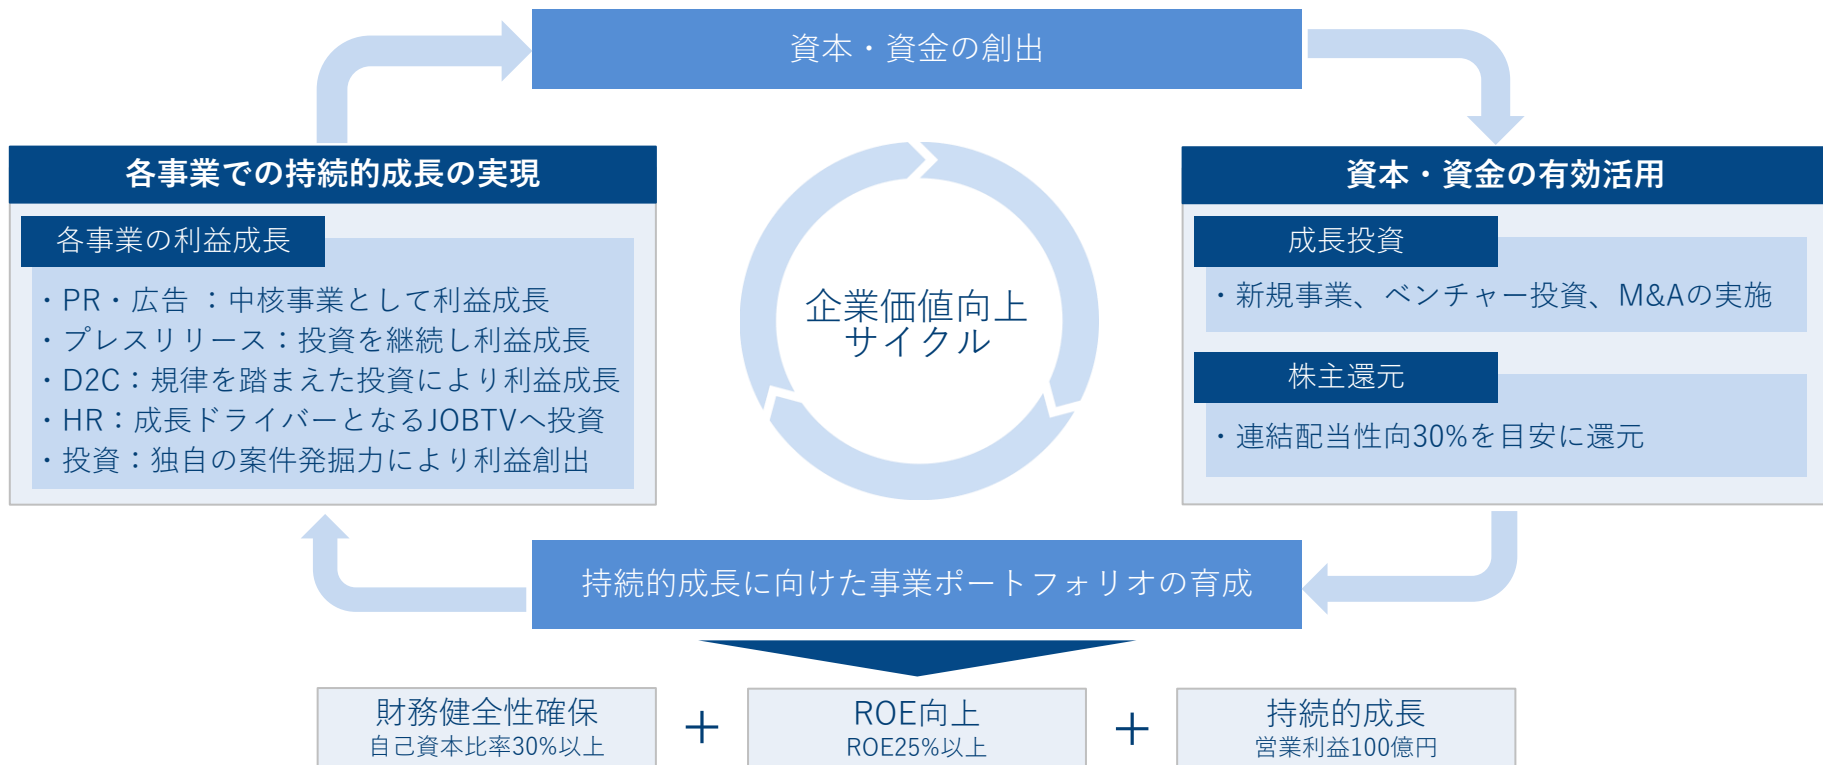 資本・資金の創出
各事業での持続的成長の実現
各事業の利益成長
・PR・広告 ：中核事業として利益成長
・プレスリリース：投資を継続し利益成長
・D2C：規律を踏まえた投資により利益成長
・HR：成長ドライバーとなるJOBTVへ投資
・投資：独自の案件発掘力により利益創出
企業価値向上
サイクル
資本・資金の有効活用
成長投資
・新規事業、ベンチャー投資、M&Aの実施
株主還元
・連結配当性向30%を目安に還元
持続的成長に向けた事業ポートフォリオの育成
財務健全性確保
自己資本比率30%以上
＋
ROE向上
ROE25%以上
＋
持続的成長
営業利益100億円